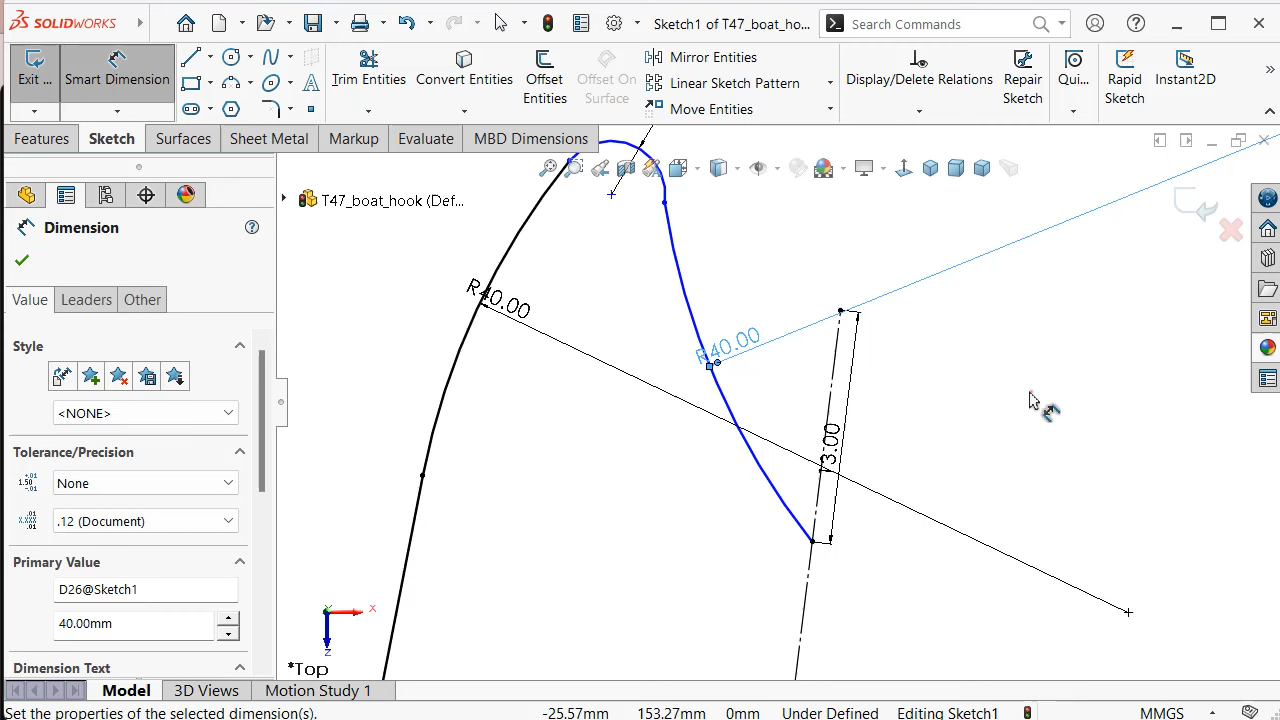 SOLIDWORKS
Sketch1 of T47_boat_ho...
Search Commands
Exit ...
Smart Dimension
Trim Entities
Convert Entities
Offset Entities
Offset On Surface
Mirror Entities
Linear Sketch Pattern
Move Entities
Display/Delete Relations
Repair Sketch
Qui...
Rapid Sketch
Instant2D
Features
Sketch
Surfaces
Sheet Metal
Markup
Evaluate
MBD Dimensions
T47_boat_hook (Def...
Dimension
Value
Leaders
Other
Style
<NONE>
Tolerance/Precision
None
.12 (Document)
Primary Value
D26@Sketch1
40.00mm
Dimension Text
R40.00
R40.00
X
Z
*Top
Model
3D Views
Motion Study 1
Set the properties of the selected dimension(s).
-25.57mm
153.27mm
0mm
Under Defined
Editing Sketch1
MMGS